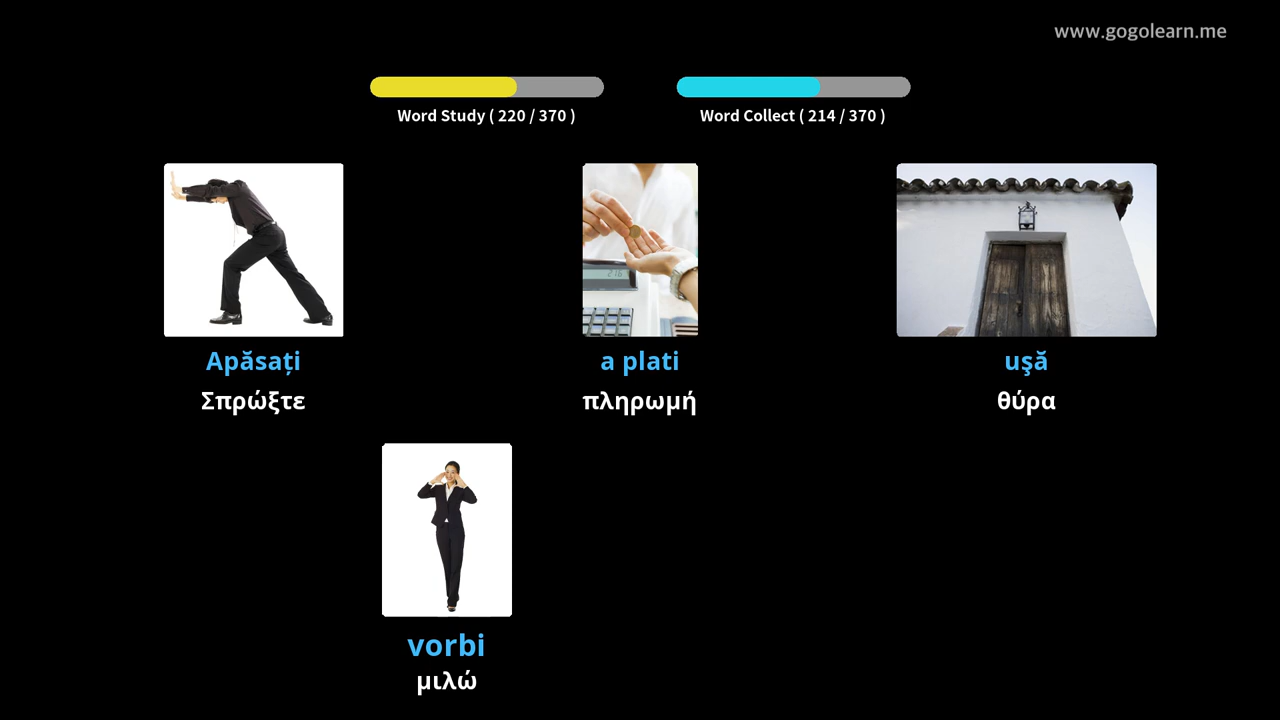 www.gogolearn.me
Word Study ( 220 / 370 )
Word Collect ( 214 / 370 )
Apăsați
a plati
uşă
Σπρώξτε
πληρωμή
θύρα
vorbi
μιλώ